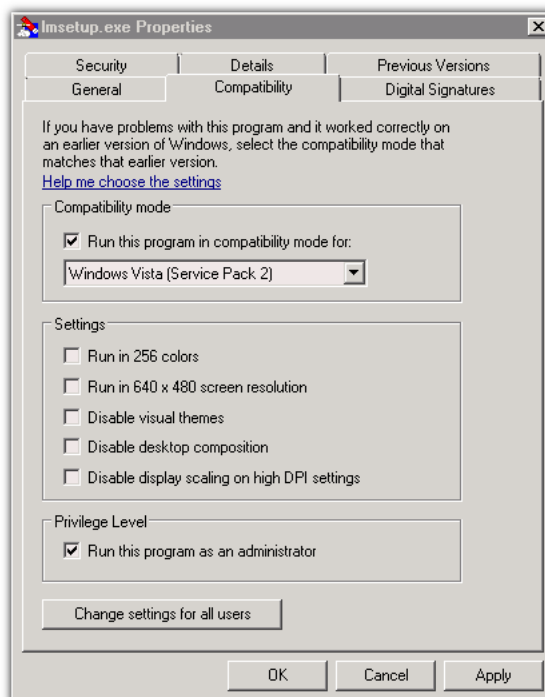 lmsetup.exe Properties
Security Details Previous Versions
General Compatibility Digital Signatures
If you have problems with this program and it worked correctly on
an earlier version of Windows, select the compatibility mode that
matches that earlier version.
Help me choose the settings
Compatibility mode
Run this program in compatibility mode for:
Windows Vista (Service Pack 2)
Settings
Run in 256 colors
Run in 640 x 480 screen resolution
Disable visual themes
Disable desktop composition
Disable display scaling on high DPI settings
Privilege Level
Run this program as an administrator
Change settings for all users
OK Cancel Apply